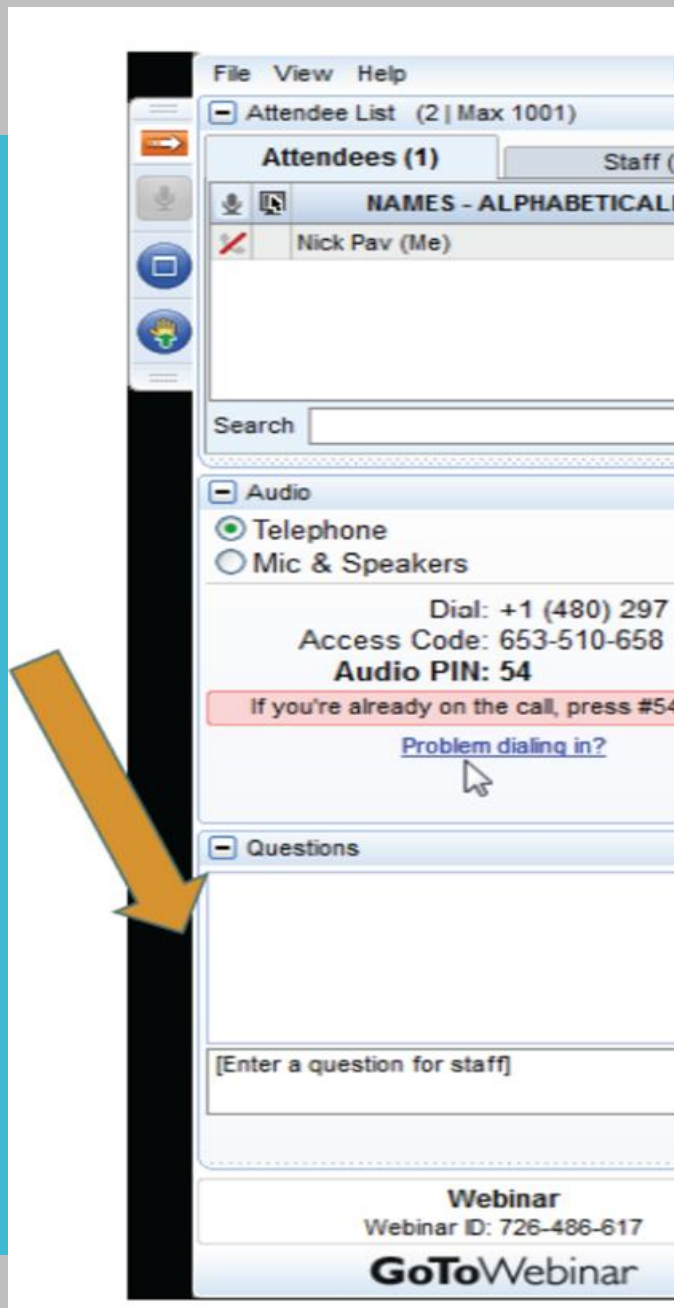 File View Help
Attendee List (2 | Max 1001)
Attendees (1) Staff (
NAMES - ALPHABETICALL
Nick Pav (Me)
Search
Audio
Telephone
Mic & Speakers
Dial: +1 (480) 297
Access Code: 653-510-658
Audio PIN: 54
If you're already on the call, press #54
Problem dialing in?
Questions
[Enter a question for staff]
Webinar
Webinar ID: 726-486-617
GoToWebinar